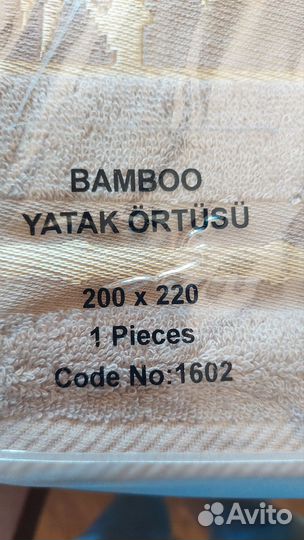 BAMBOO
YATAK ÖRTÜSÜ
200 x 220
1 Pieces
Code No:1602
Avito